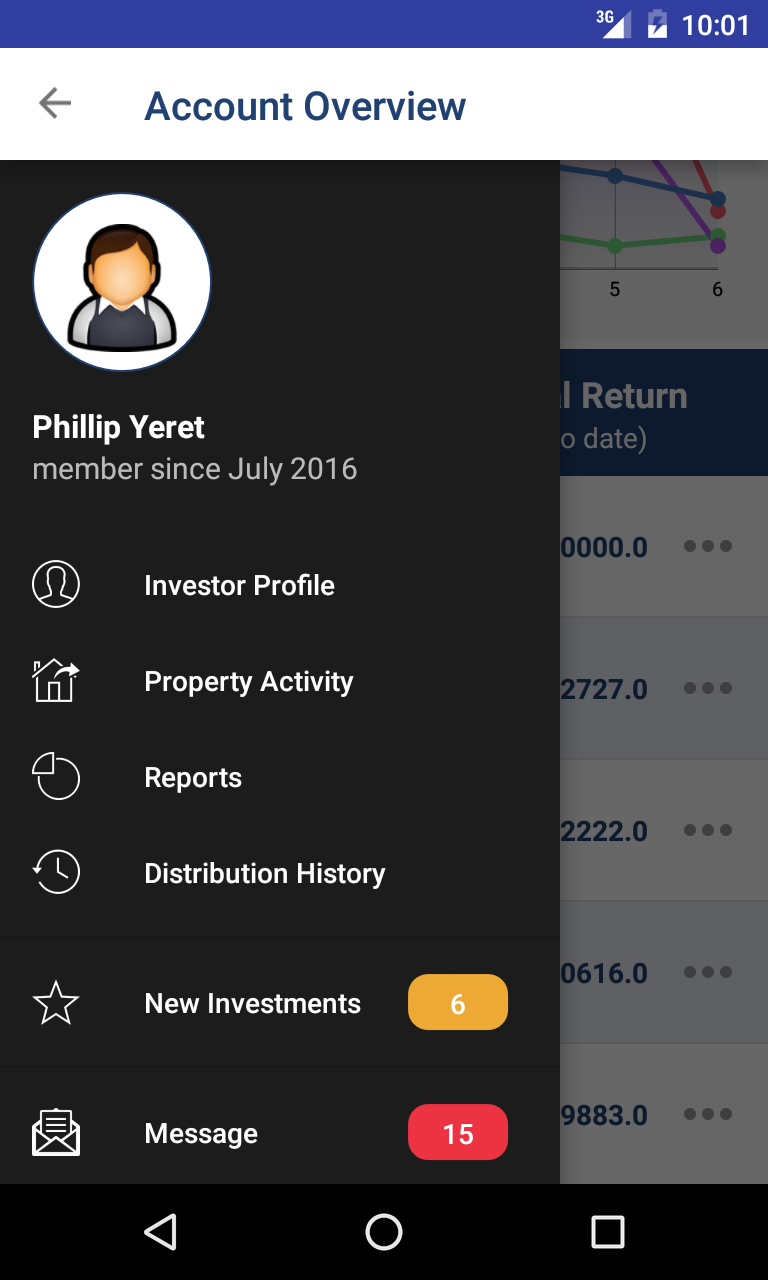 3G 10:01
Account Overview
5 6
Phillip Yeret
member since July 2016
Return
date)
Investor Profile
0000.0
Property Activity
2727.0
Reports
2222.0
Distribution History
0616.0
New Investments 6
9883.0
Message 15